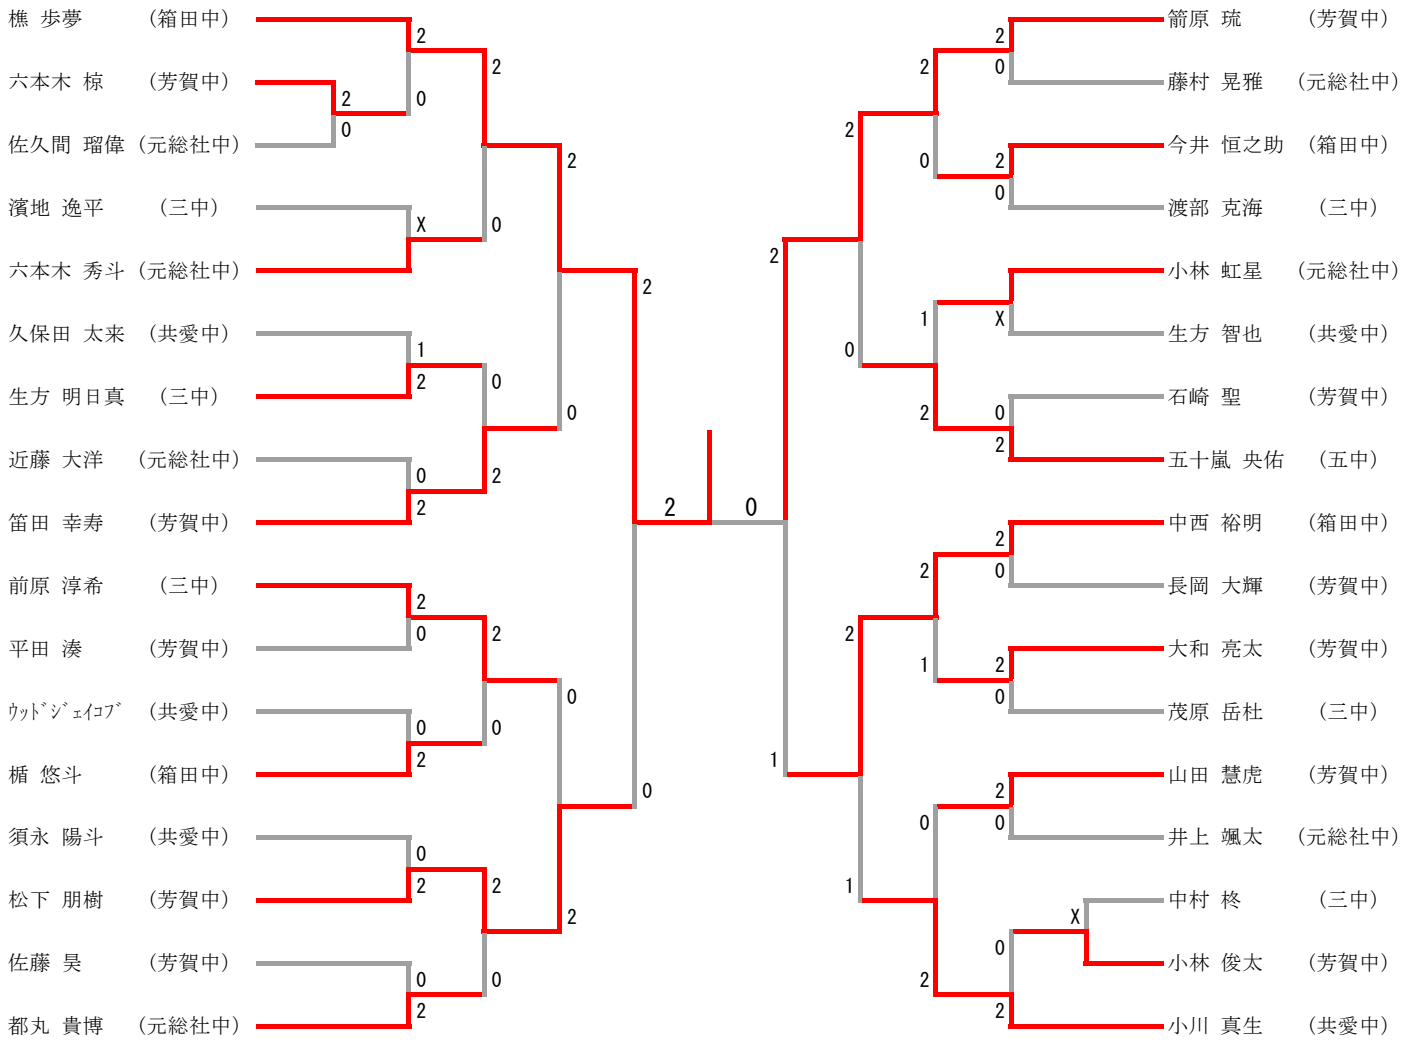 樵 歩夢 (箱田中)
六本木 椋 (芳賀中)
佐久間 瑠偉 (元総社中)
濱地 逸平 (三中)
六本木 秀斗 (元総社中)
久保田 太来 (共愛中)
生方 明日真 (三中)
近藤 大洋 (元総社中)
笛田 幸寿 (芳賀中)
前原 淳希 (三中)
平田 湊 (芳賀中)
ｳｯﾄﾞｼﾞｪｲｺﾌﾞ (共愛中)
楯 悠斗 (箱田中)
須永 陽斗 (共愛中)
松下 朋樹 (芳賀中)
佐藤 昊 (芳賀中)
都丸 貴博 (元総社中)
2
0
2
0
X
1
2
0
2
2
0
0
2
0
2
0
2
2
0
0
2
2
0
2
0
2
0
0
2
2
0
2
0
2
1
2
0
2
1
2
0
1
2
2
1
0
2
2
0
2
0
X
0
2
2
0
2
0
2
0
0
2
X
箭原 琉 (芳賀中)
藤村 晃雅 (元総社中)
今井 恒之助 (箱田中)
渡部 克海 (三中)
小林 虹星 (元総社中)
生方 智也 (共愛中)
石崎 聖 (芳賀中)
五十嵐 央佑 (五中)
中西 裕明 (箱田中)
長岡 大輝 (芳賀中)
大和 亮太 (芳賀中)
茂原 岳杜 (三中)
山田 慧虎 (芳賀中)
井上 颯太 (元総社中)
中村 柊 (三中)
小林 俊太 (芳賀中)
小川 真生 (共愛中)